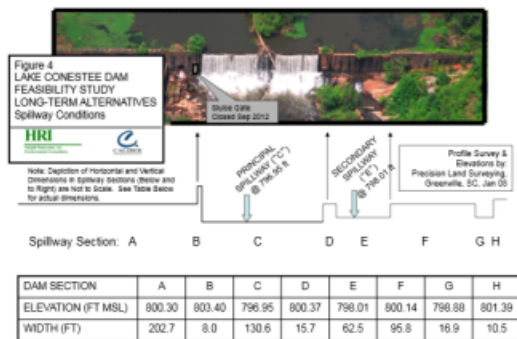 Figure 4
LAKE CONESTEE DAM
FEASIBILITY STUDY
LONG-TERM ALTERNATIVES
Spillway Conditions
HRI
Sluice Gate
Closed Sep 2012
Note: Depiction of Horizontal and Vertical
Dimensions in Spillway Sections (Below and
to Right) are Not to Scale. See Table Below
for actual dimensions.
PRINCIPAL
SPILLWAY ("C")
@ 796.95 ft
SECONDARY
SPILLWAY
("E")
@ 798.01 ft
Profile Survey &
Elevations by:
Precision Land Surveying,
Greenville, SC, Jan 08
Spillway Section: A B C D E F G H
DAM SECTION A B C D E F G H
ELEVATION (FT MSL) 800.30 803.40 796.95 800.37 798.01 800.14 798.88 801.39
WIDTH (FT) 202.7 8.0 130.6 15.7 62.5 95.8 16.9 10.5